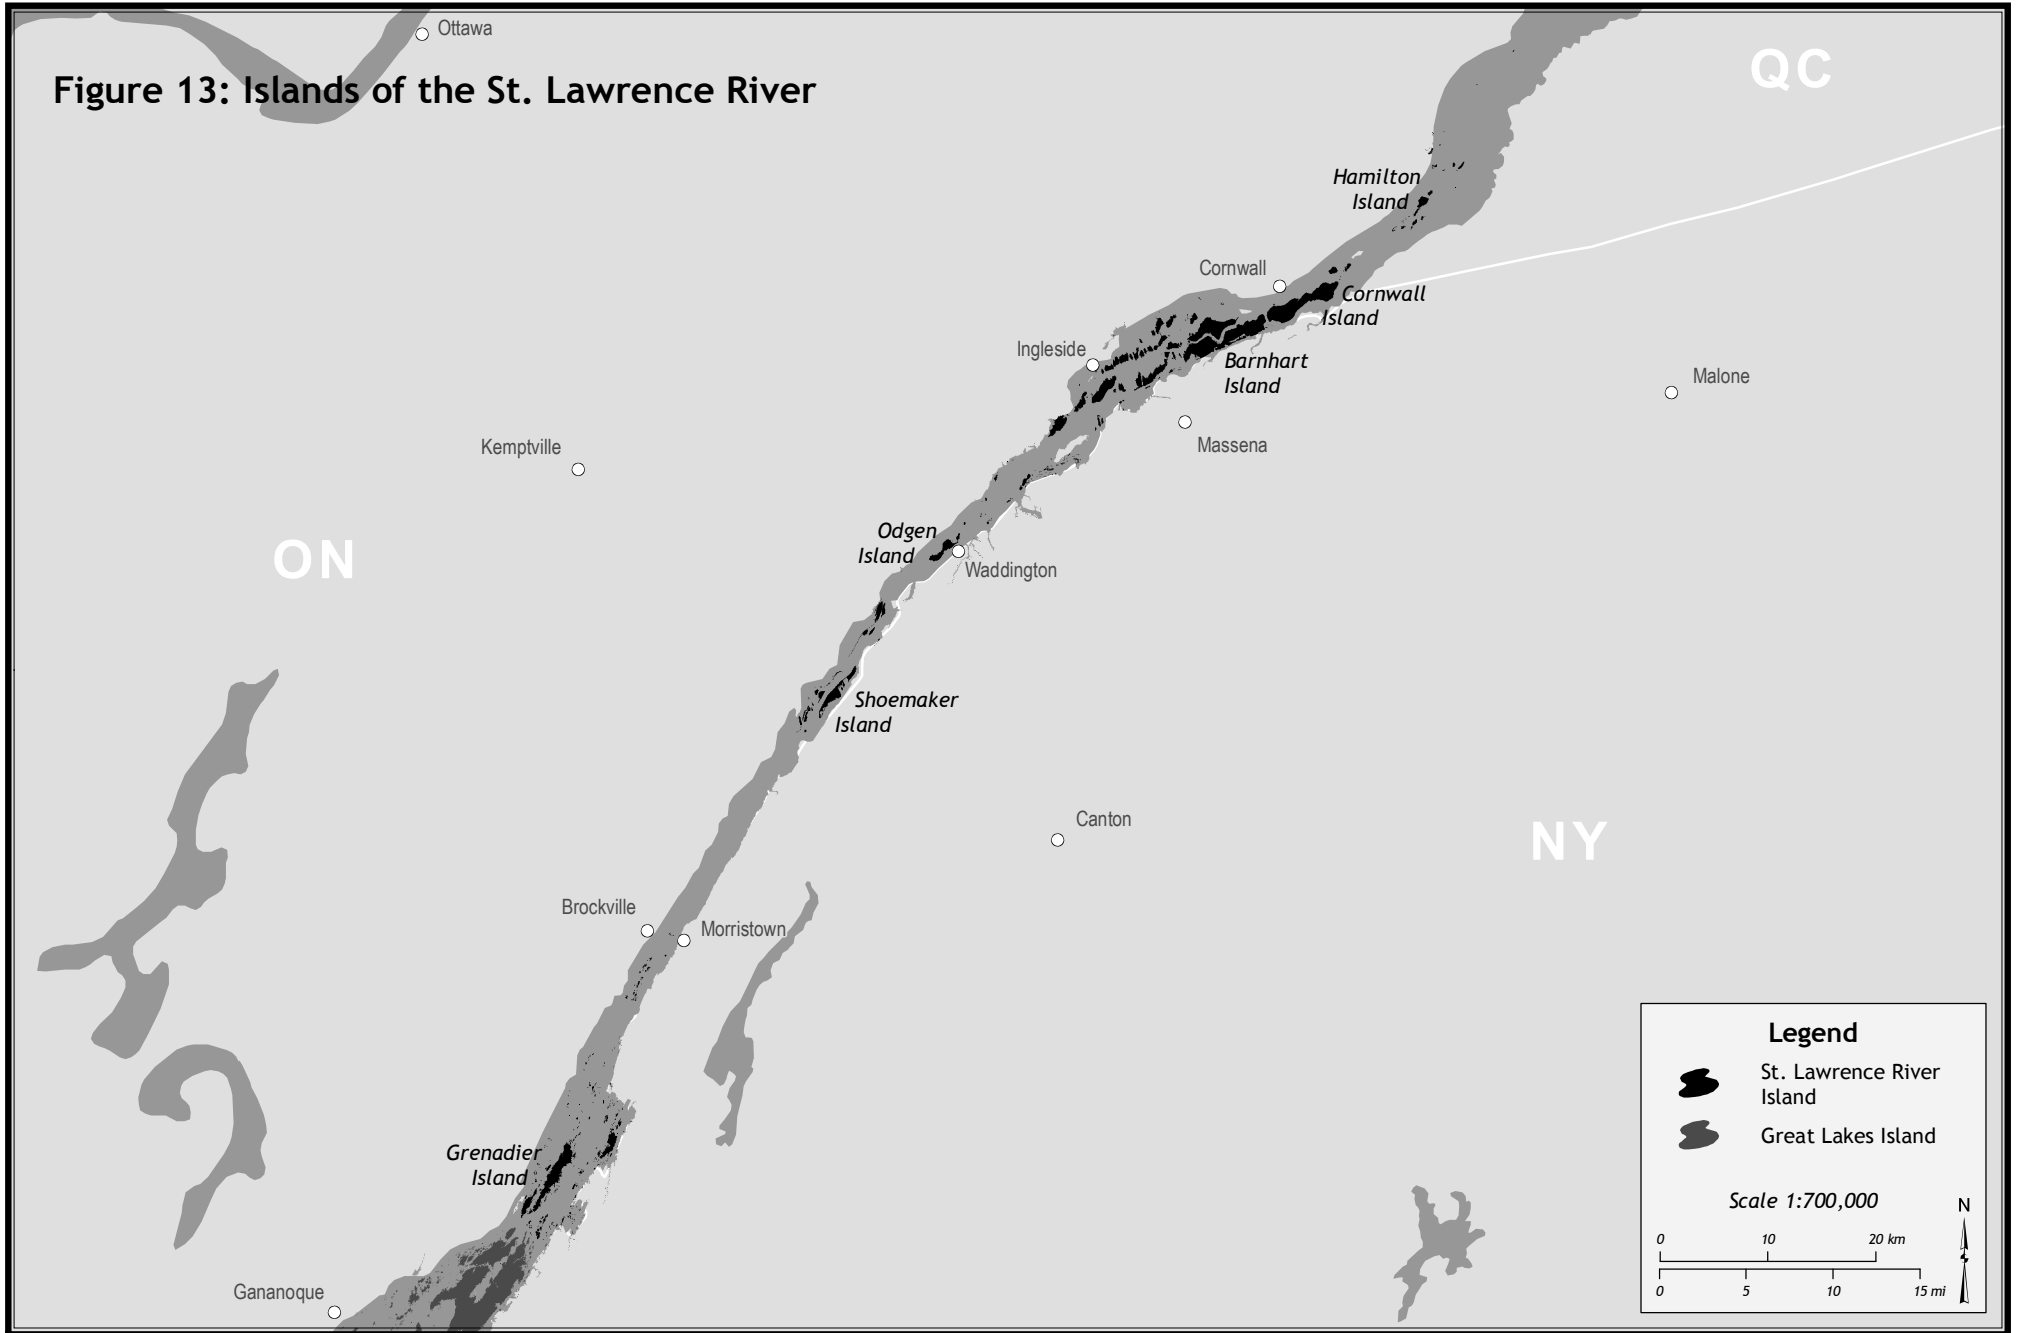 Ottawa
Figure 13: Islands of the St. Lawrence River
QC
Hamilton
Island
Cornwall
Cornwall
Island
Ingleside
Barnhart
Island
Malone
Massena
Kemptville
Odgen
Island
Waddington
ON
Shoemaker
Island
Canton
NY
Brockville
Morristown
Grenadier
Island
Gananoque
Legend
St. Lawrence River
Island
Great Lakes Island
Scale 1:700,000
N
0 10 20 km
0 5 10 15 mi